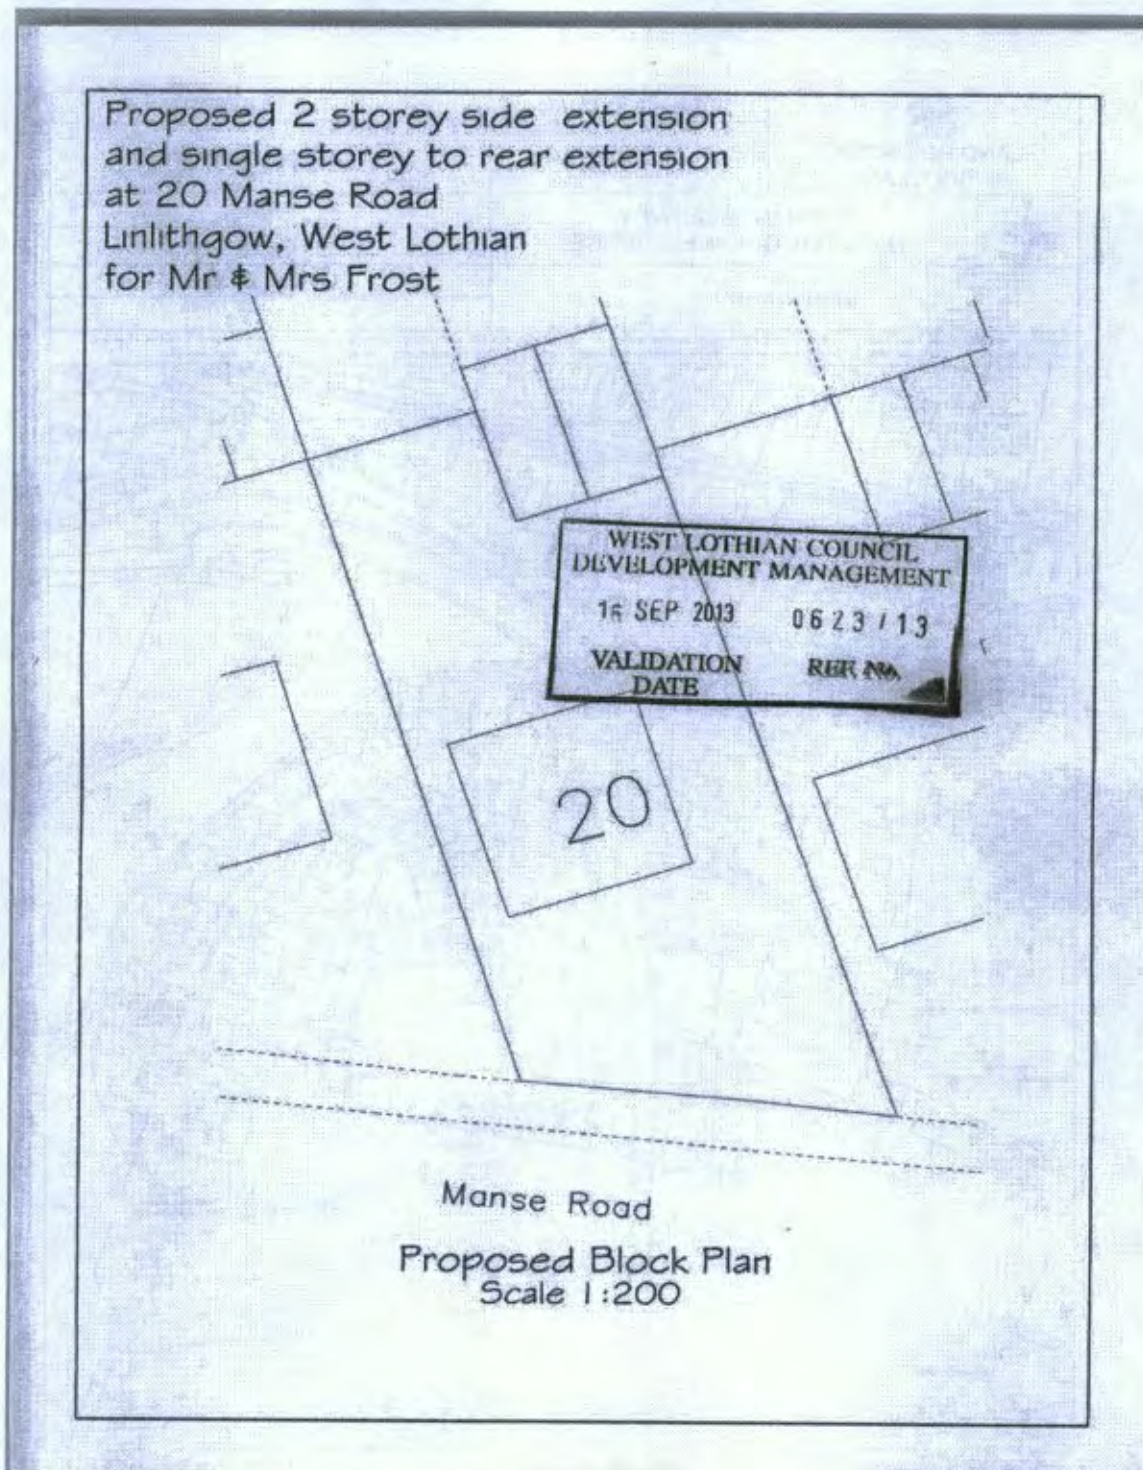 Proposed 2 storey side extension
and single storey to rear extension
at 20 Manse Road
Linlithgow, West Lothian
for Mr & Mrs Frost
WEST LOTHIAN COUNCIL
DEVELOPMENT MANAGEMENT
SEP 2013 0623/13
VALIDATION REF. No.
DATE
20
Manse Road
Proposed Block Plan
Scale 1:200